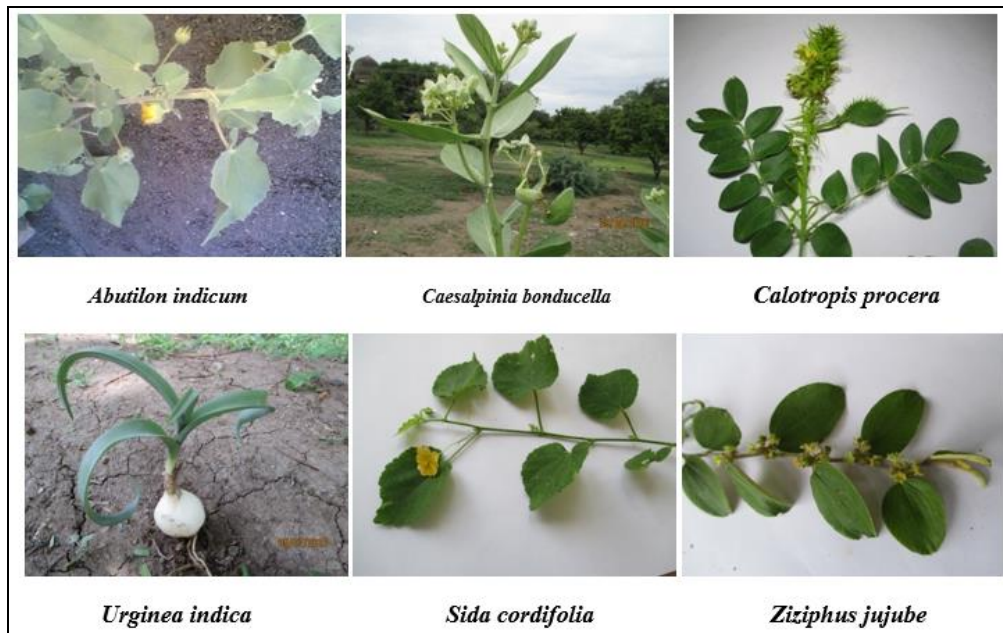 Abutilon indicum
Caesalpinia bonducella
Calotropis procera
Urginea indica
Sida cordifolia
Ziziphus jujube